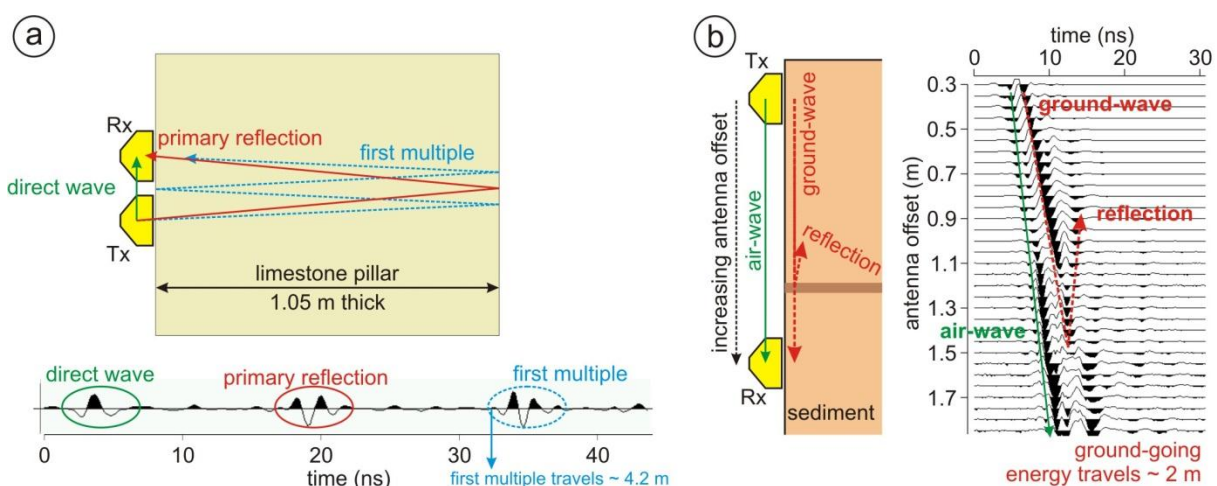 a
Rx
primary reflection
first multiple
direct wave
Tx
limestone pillar
1.05 m thick
direct wave
primary reflection
first multiple
0 10 20 30 40
time (ns)
first multiple travels ~ 4.2 m
b
Tx
increasing antenna offset
air-wave
ground-wave
reflection
Rx
sediment
time (ns)
0 10 20 30
antenna offset (m)
0.3
0.5
0.7
0.9
1.1
1.3
1.5
1.7
ground-wave
reflection
air-wave
ground-going
energy travels ~ 2 m